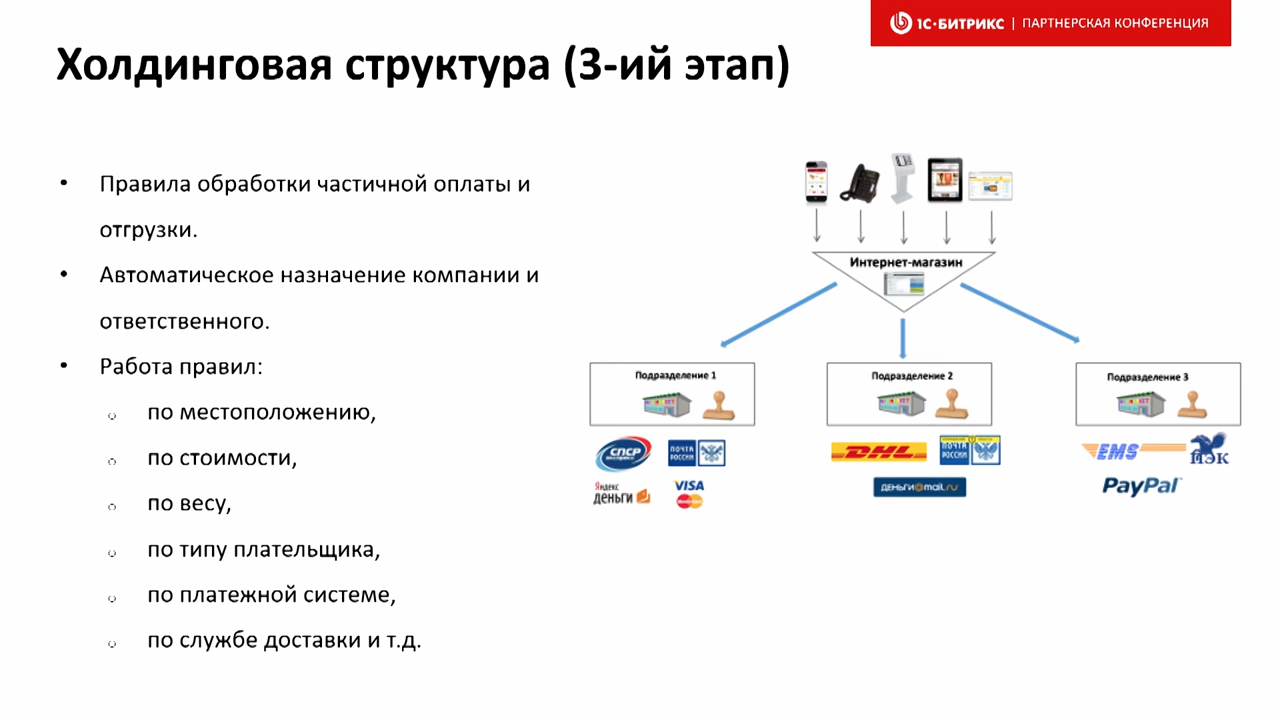 1С·БИТРИКС | ПАРТНЕРСКАЯ КОНФЕРЕНЦИЯ
Холдинговая структура (3-ий этап)
Правила обработки частичной оплаты и
отгрузки.
Автоматическое назначение компании и
ответственного.
Работа правил:
по местоположению,
по стоимости,
по весу,
по типу плательщика,
по платежной системе,
по службе доставки и т.д.
Интернет-магазин
Подразделение 1
Подразделение 2
Подразделение 3
СПСР
ПОЧТА
РОССИИ
Яндекс
деньги
VISA
DHL
ПОЧТА
РОССИИ
ДЕНЬГИ@mail.ru
EMS
ПЭК
PayPal